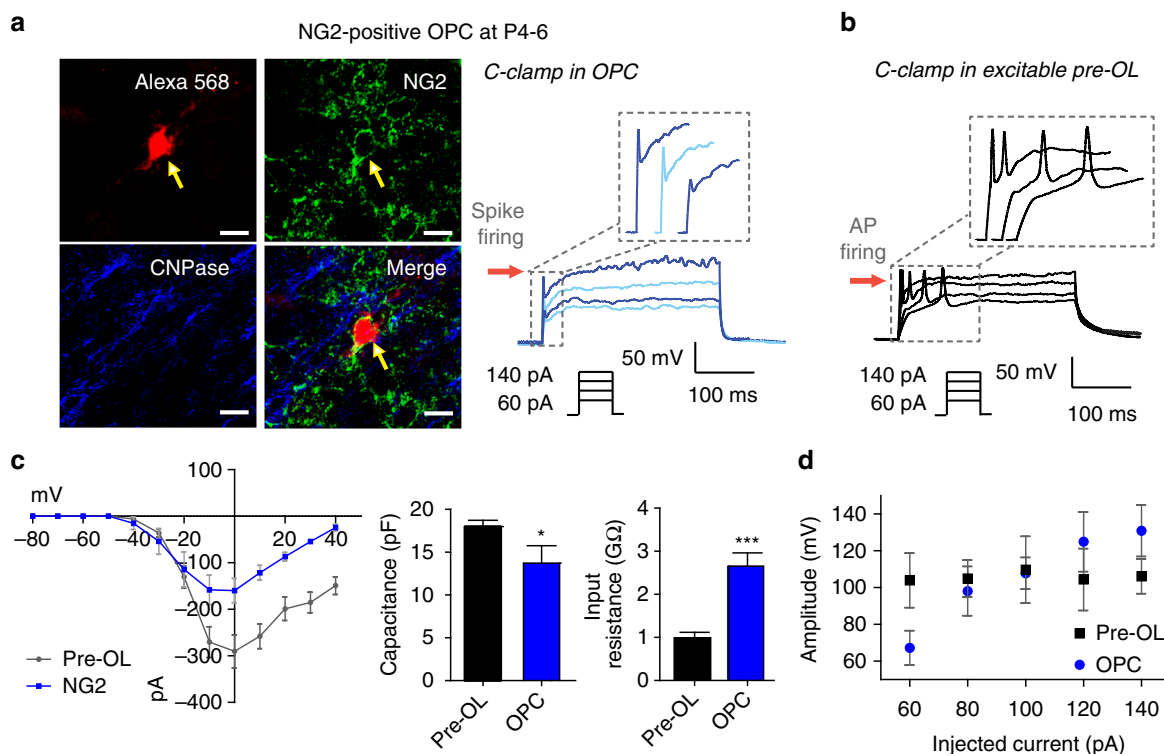 a
NG2-positive OPC at P4-6
Alexa 568
NG2
CNPase
Merge
C-clamp in OPC
Spike
firing
50 mV
100 ms
140 pA
60 pA
b
C-clamp in excitable pre-OL
AP
firing
50 mV
100 ms
140 pA
60 pA
c
mV
100
−80 −60 −40 −20 20 40
−100
−200
−300
−400
pA
Pre-OL
NG2
Capacitance (pF)
20
15
10
5
0
*
Pre-OL
OPC
Input
resistance (GΩ)
4
3
2
1
0
***
Pre-OL
OPC
d
Amplitude (mV)
140
120
100
80
60
Pre-OL
OPC
60 80 100 120 140
Injected current (pA)